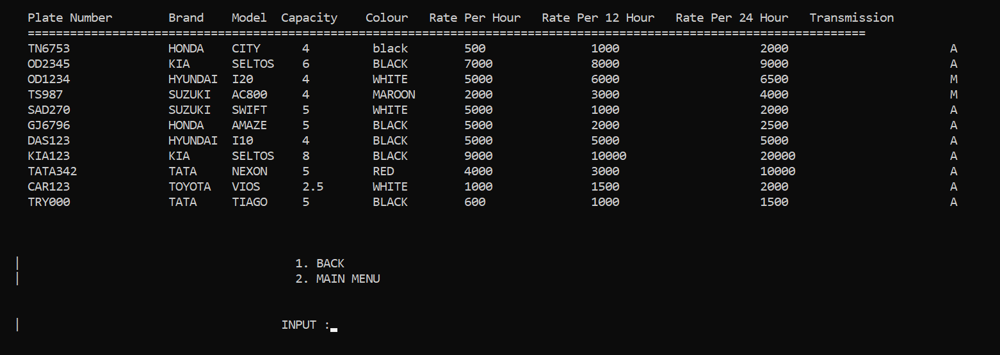 Plate Number Brand Model Capacity Colour Rate Per Hour Rate Per 12 Hour Rate Per 24 Hour Transmission
=======================================================================================================================
TN6753 HONDA CITY 4 black 500 1000 2000 A
OD2345 KIA SELTOS 6 BLACK 7000 8000 9000 A
OD1234 HYUNDAI I20 4 WHITE 5000 6000 6500 M
TS987 SUZUKI AC800 4 MAROON 2000 3000 4000 M
SAD270 SUZUKI SWIFT 5 WHITE 5000 1000 2000 A
GJ6796 HONDA AMAZE 5 BLACK 5000 2000 2500 A
DAS123 HYUNDAI I10 4 BLACK 5000 5000 5000 A
KIA123 KIA SELTOS 8 BLACK 9000 10000 20000 A
TATA342 TATA NEXON 5 RED 4000 3000 10000 A
CAR123 TOYOTA VIOS 2.5 WHITE 1000 1500 2000 A
TRY000 TATA TIAGO 5 BLACK 600 1000 1500 A
| 1. BACK
| 2. MAIN MENU
| INPUT :